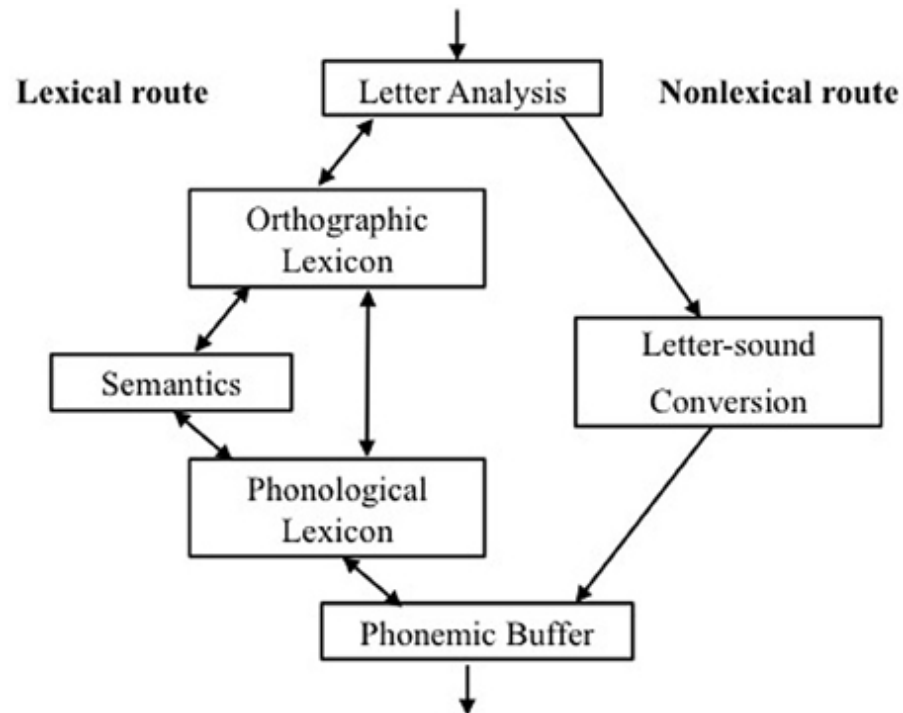 Lexical route
Letter Analysis
Nonlexical route
Orthographic
Lexicon
Semantics
Letter-sound
Conversion
Phonological
Lexicon
Phonemic Buffer